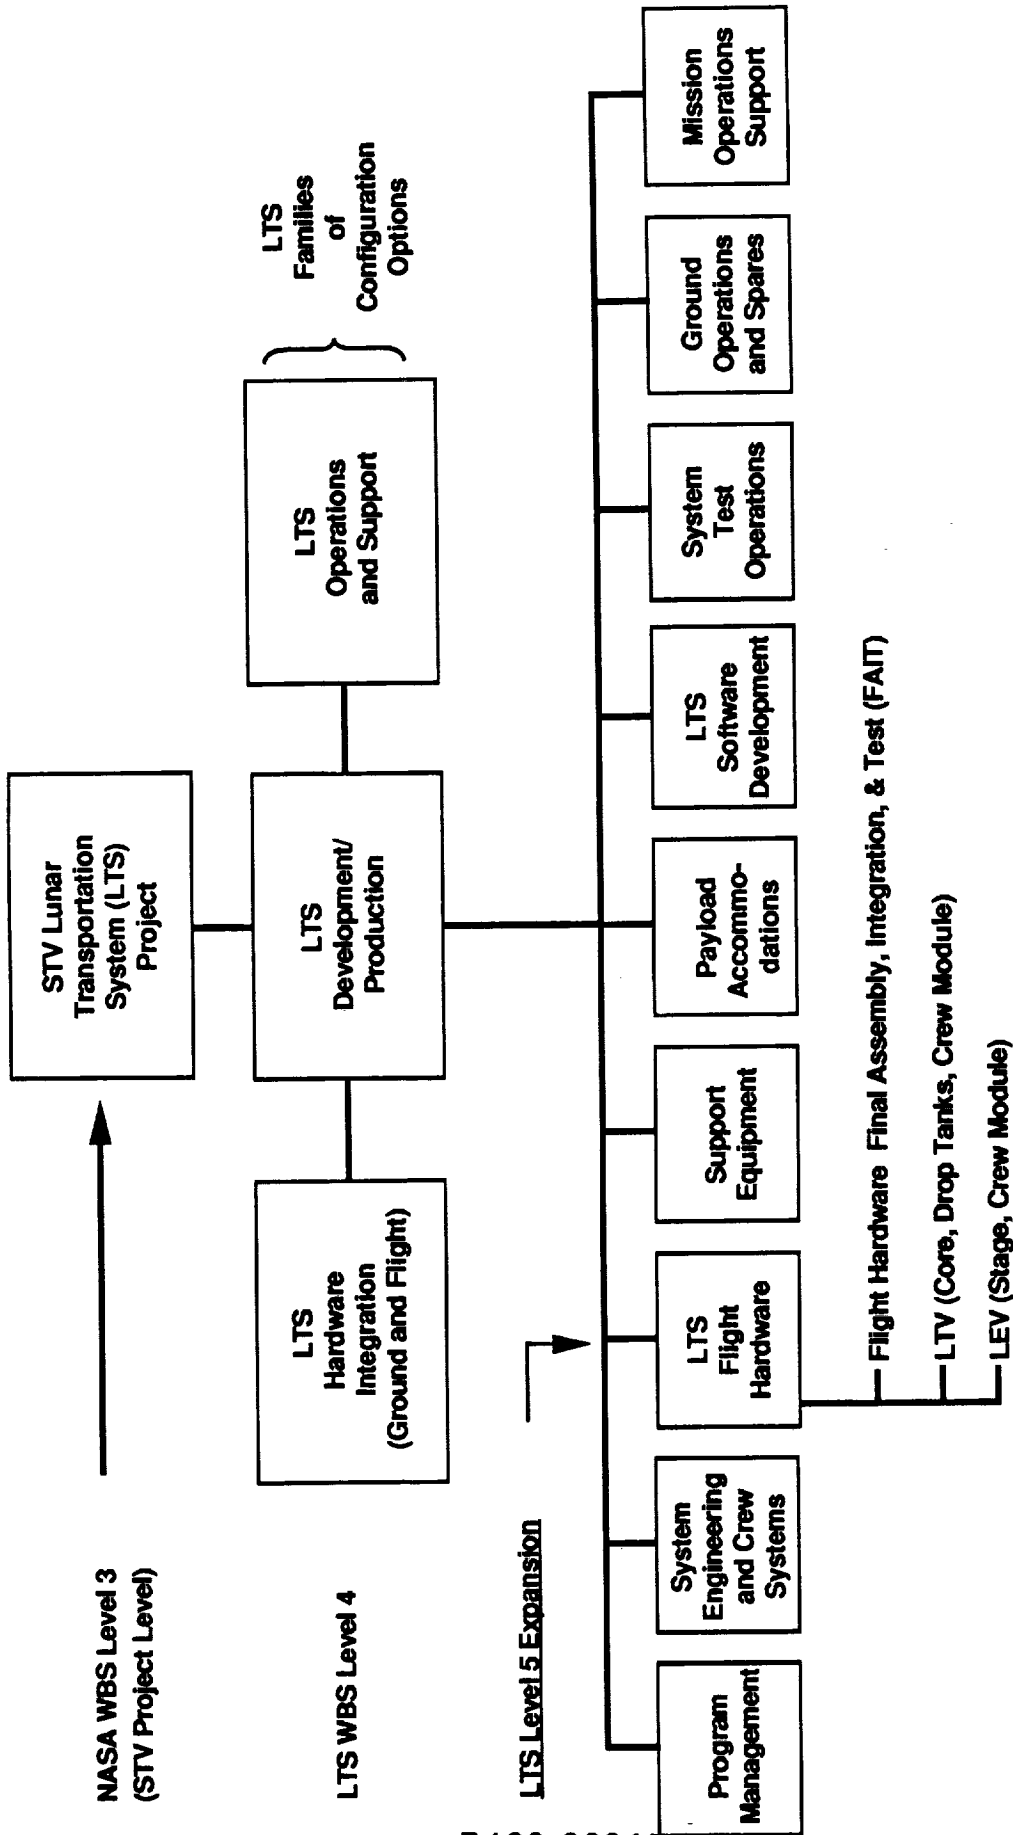 NASA WBS Level 3
(STV Project Level)
STV Lunar
Transportation
System (LTS)
Project
LTS WBS Level 4
LTS
Hardware
Integration
(Ground and Flight)
LTS
Development/
Production
LTS
Operations
and Support
LTS
Families
of
Configuration
Options
LTS Level 5 Expansion
Program
Management
System
Engineering
and Crew
Systems
LTS
Flight
Hardware
Support
Equipment
Payload
Accommo-
dations
LTS
Software
Development
System
Test
Operations
Ground
Operations
and Spares
Mission
Operations
Support
Flight Hardware Final Assembly, Integration, & Test (FAIT)
LTV (Core, Drop Tanks, Crew Module)
LEV (Stage, Crew Module)